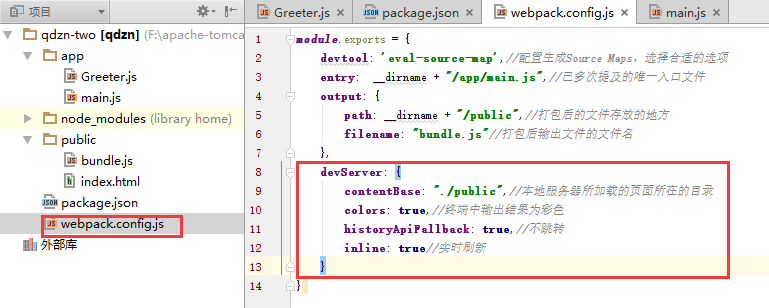 项目
qdzn-two [qdzn] (F:\apache-tomca
app
Greeter.js
main.js
node_modules (library home)
public
bundle.js
index.html
package.json
webpack.config.js
外部库
Greeter.js
package.json
webpack.config.js
main.js
1 module.exports = {
2 devtool: 'eval-source-map',//配置生成Source Maps，选择合适的选项
3 entry: __dirname + "/app/main.js",//已多次提及的唯一入口文件
4 output: {
5 path: __dirname + "/public",//打包后的文件存放的地方
6 filename: "bundle.js"//打包后输出文件的文件名
7 },
8 devServer: {
9 contentBase: "./public",//本地服务器所加载的页面所在的目录
10 colors: true,//终端中输出结果为彩色
11 historyApiFallback: true,//不跳转
12 inline: true//实时刷新
13 }
14 }